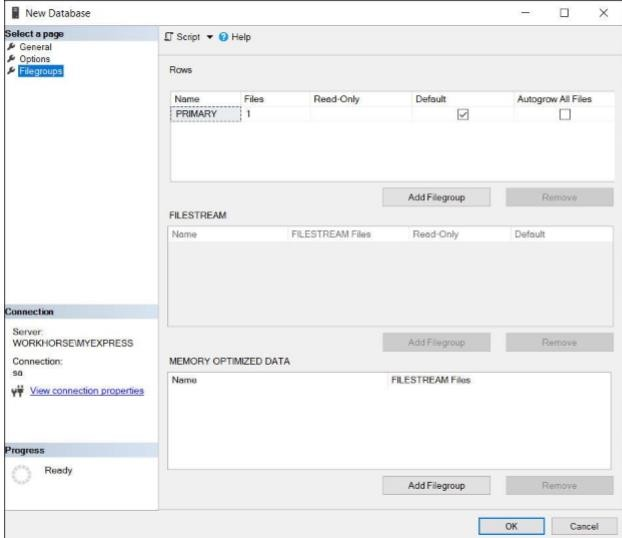 New Database
Select a page
General
Options
Filegroups
Script Help
Rows
Name Files Read-Only Default Autogrow All Files
PRIMARY 1
Add Filegroup Remove
FILESTREAM
Name FILESTREAM Files Read-Only Default
Add Filegroup Remove
MEMORY OPTIMIZED DATA
Name FILESTREAM Files
Add Filegroup Remove
Connection
Server:
WORKHORSE\MYEXPRESS
Connection:
sa
View connection properties
Progress
Ready
OK Cancel